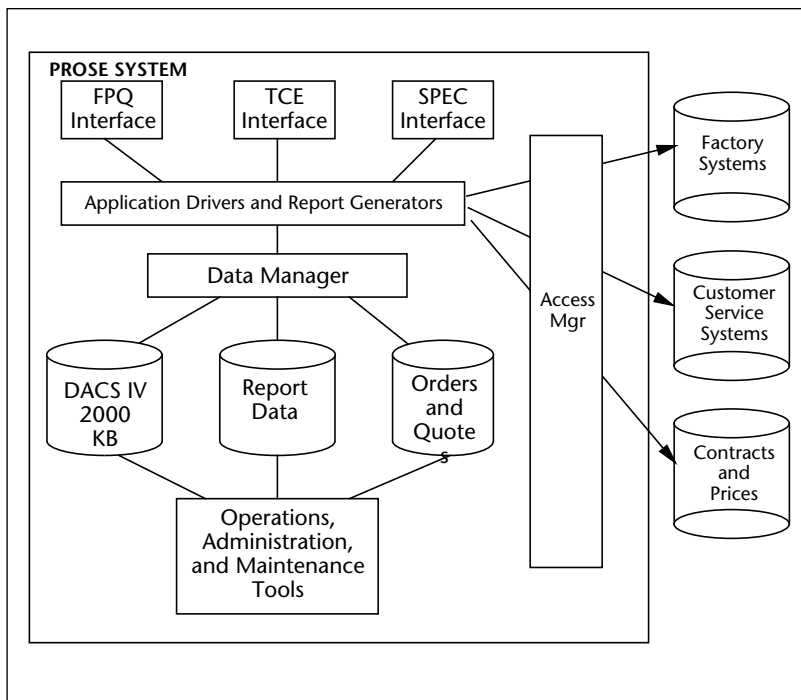 PROSE SYSTEM
FPQ
Interface
TCE
Interface
SPEC
Interface
Application Drivers and Report Generators
Data Manager
DACS IV
2000
KB
Report
Data
Orders
and
Quote
s
Operations,
Administration,
and Maintenance
Tools
Access
Mgr
Factory
Systems
Customer
Service
Systems
Contracts
and
Prices